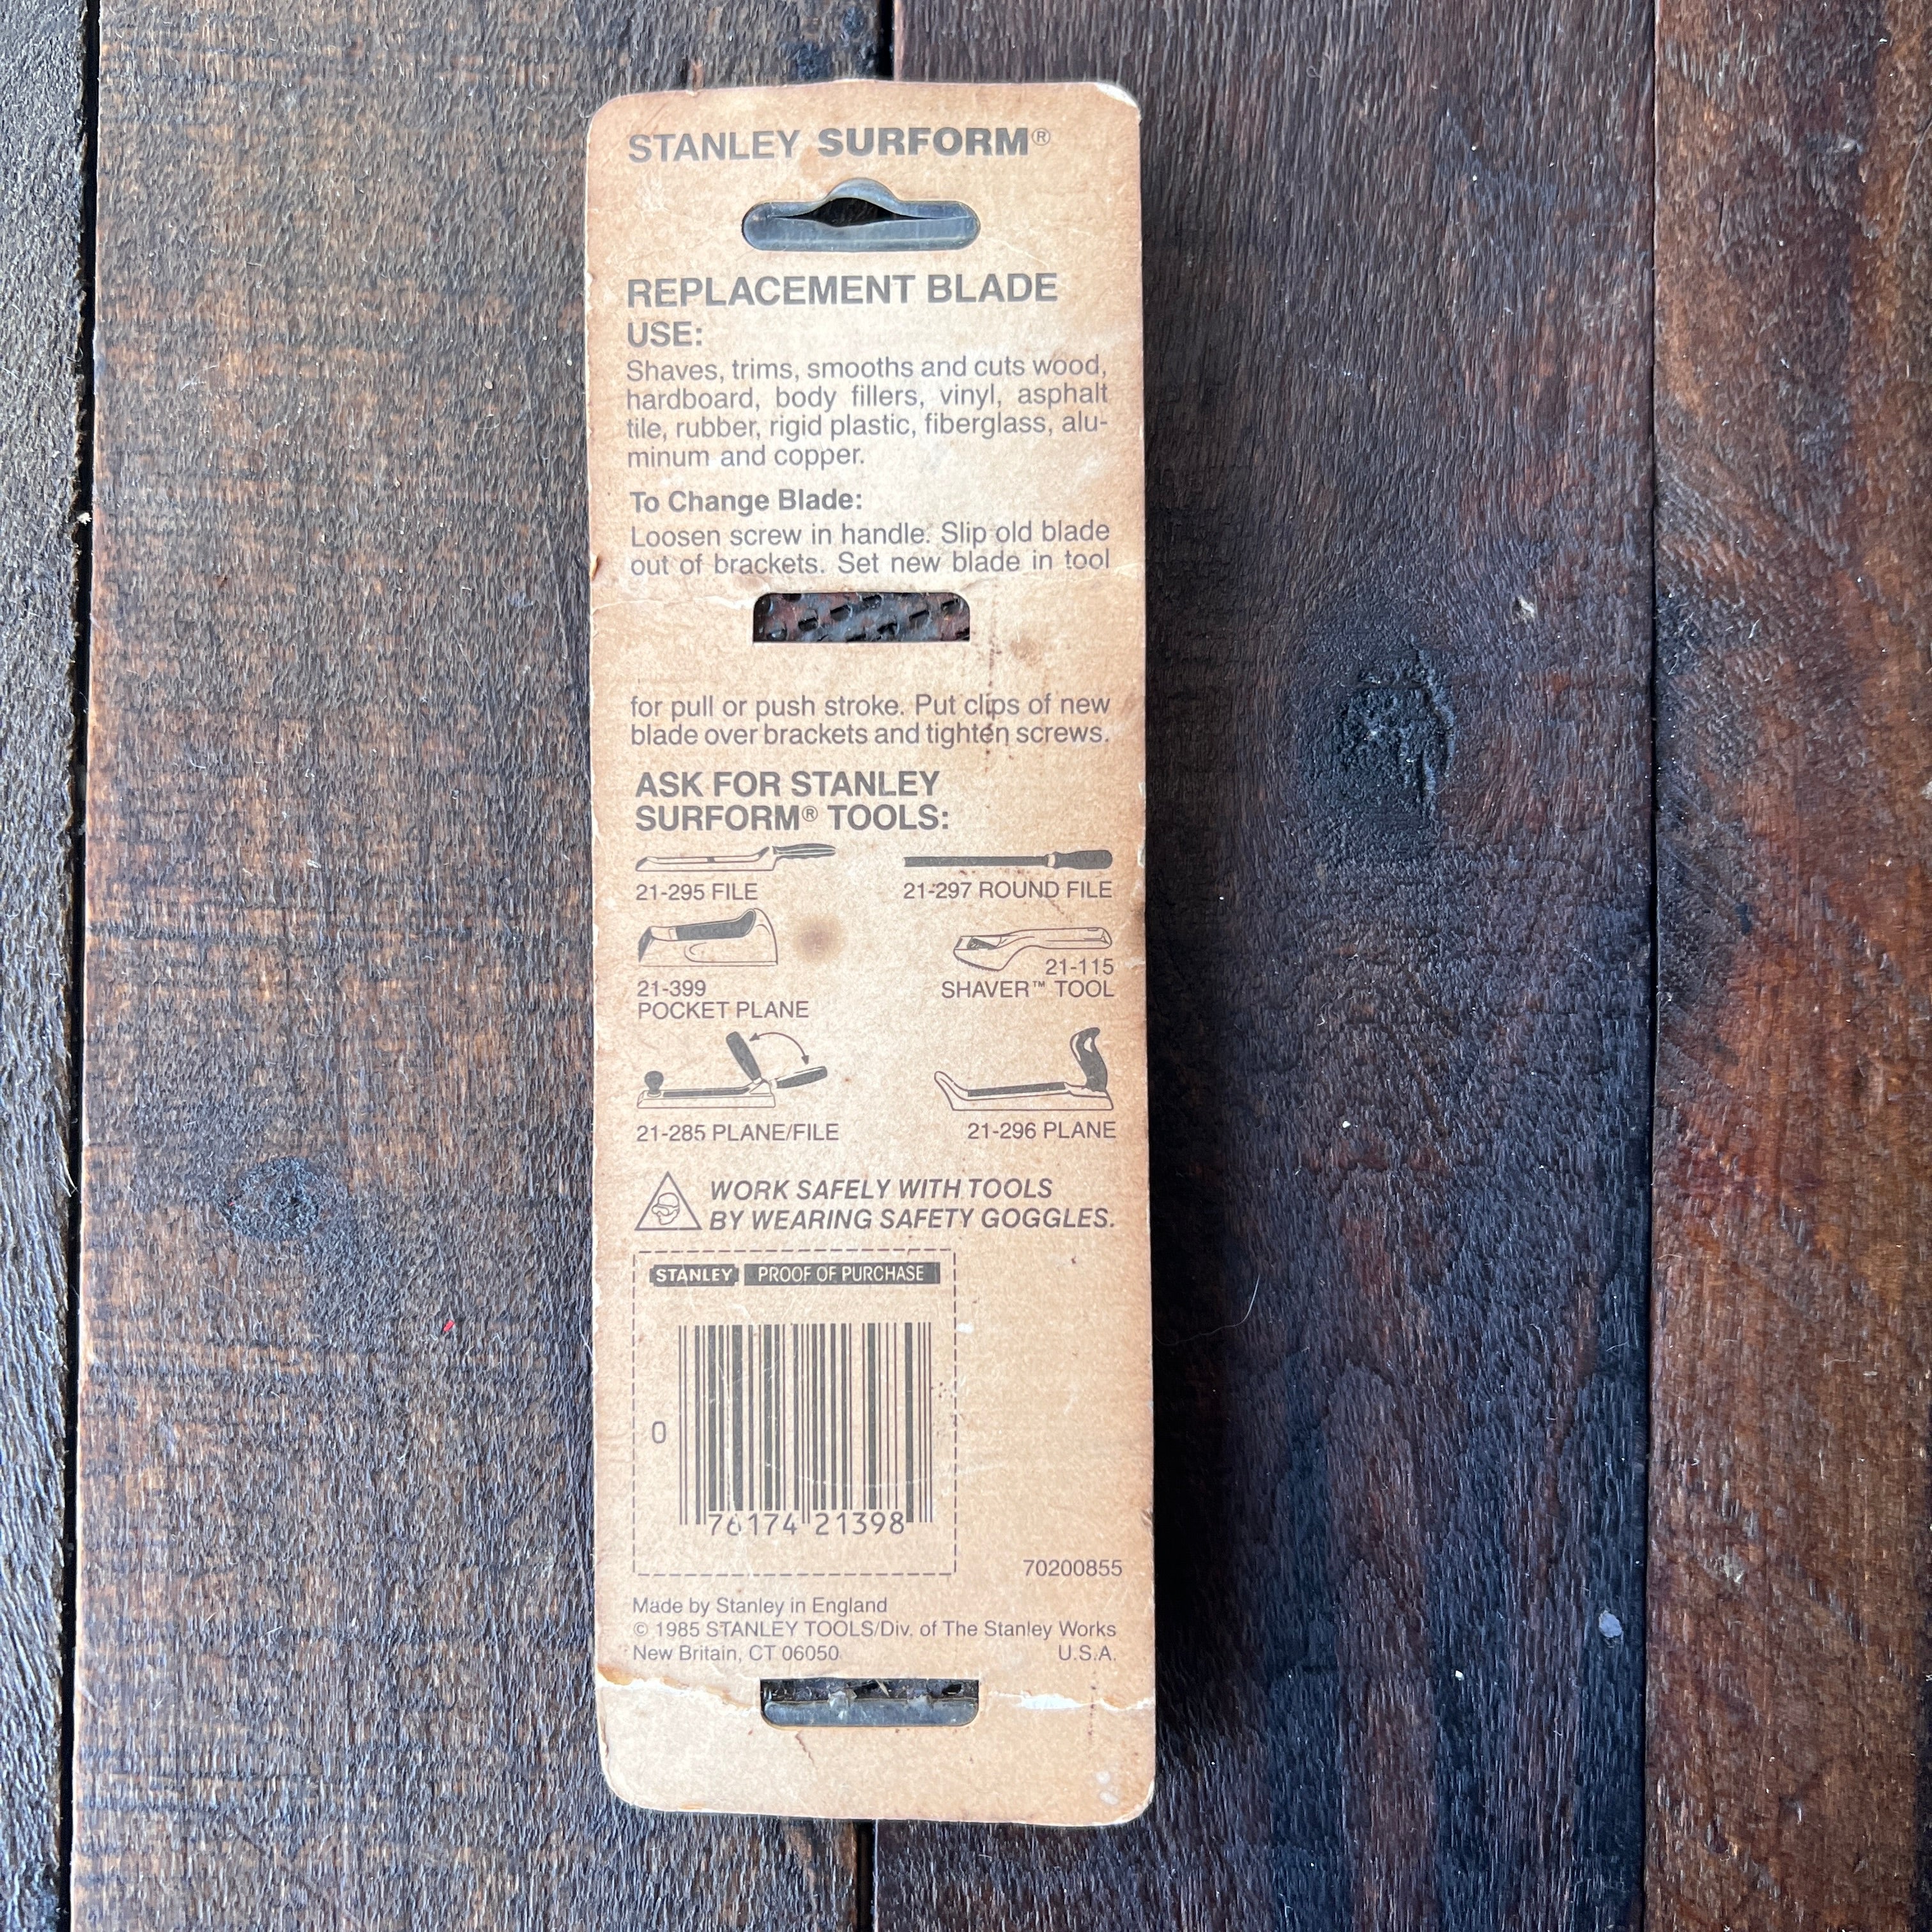 STANLEY SURFORM®
REPLACEMENT BLADE
USE:
Shaves, trims, smooths and cuts wood,
hardboard, body fillers, vinyl, asphalt
tile, rubber, rigid plastic, fiberglass, alu-
minum and copper.
To Change Blade:
Loosen screw in handle. Slip old blade
out of brackets. Set new blade in tool
for pull or push stroke. Put clips of new
blade over brackets and tighten screws.
ASK FOR STANLEY
SURFORM® TOOLS:
21-295 FILE
21-297 ROUND FILE
21-399
POCKET PLANE
21-115
SHAVER™ TOOL
21-285 PLANE/FILE
21-296 PLANE
WORK SAFELY WITH TOOLS
BY WEARING SAFETY GOGGLES.
STANLEY PROOF OF PURCHASE
0 76174 21398
70200855
Made by Stanley in England
© 1985 STANLEY TOOLS/Div. of The Stanley Works
New Britain, CT 06050 U.S.A.